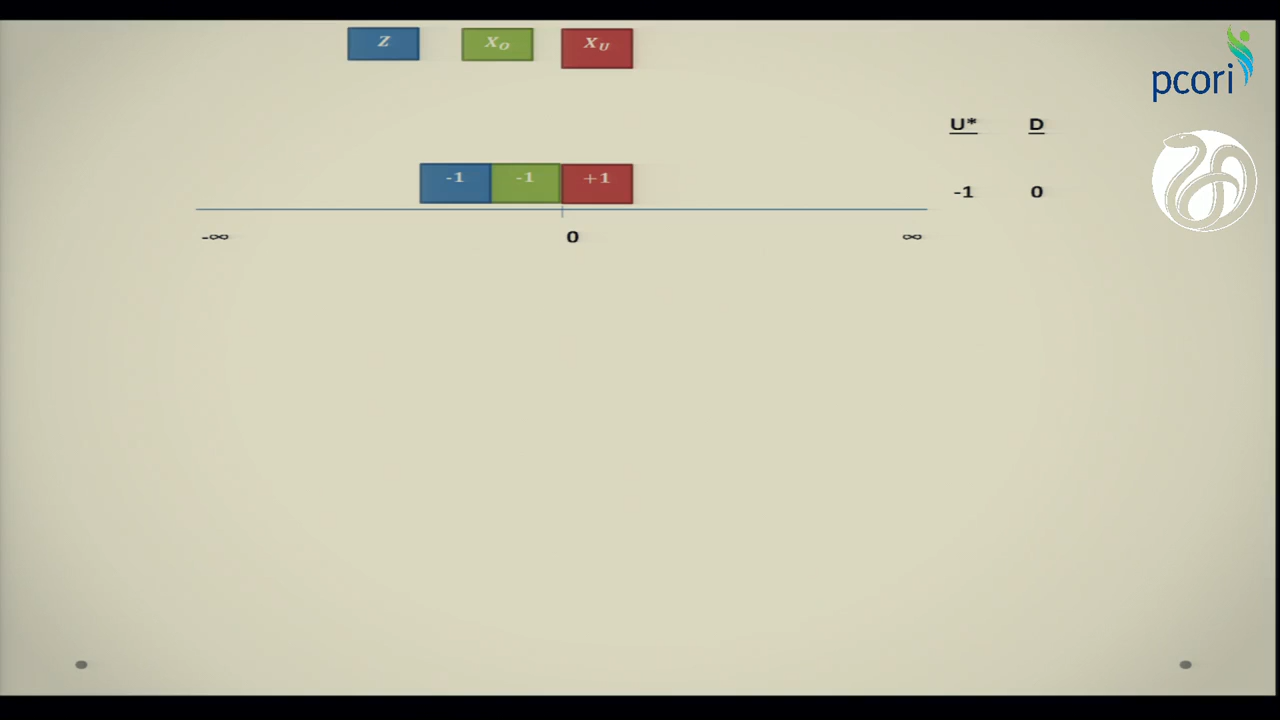 Z X_O X_U
pcori
U* D
-1 -1 +1 -1 0
-∞ 0 ∞